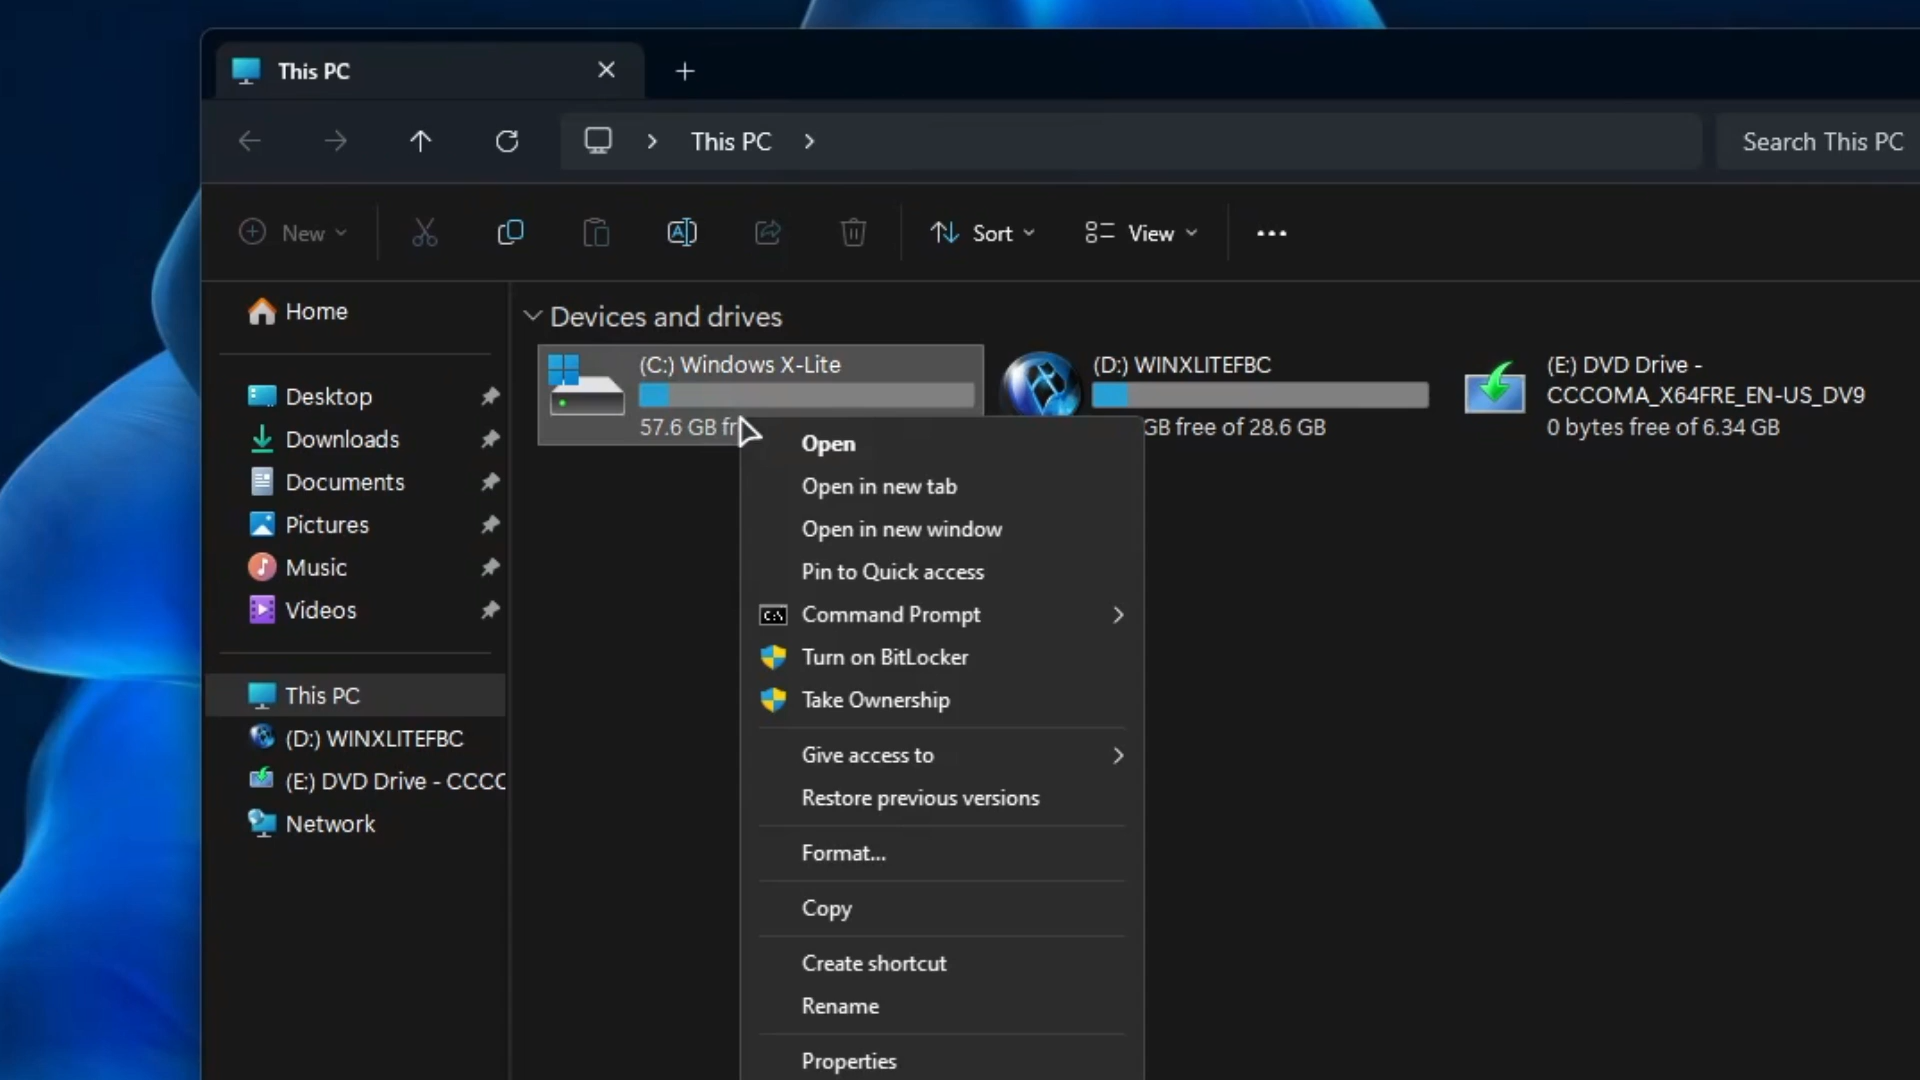 This PC
This PC
Search This PC
New
Sort
View
Home
Desktop
Downloads
Documents
Pictures
Music
Videos
This PC
(D:) WINXLITEFBC
(E:) DVD Drive - CCCC
Network
Devices and drives
(C:) Windows X-Lite
57.6 GB
(D:) WINXLITEFBC
GB free of 28.6 GB
(E:) DVD Drive -
CCCOMA_X64FRE_EN-US_DV9
0 bytes free of 6.34 GB
Open
Open in new tab
Open in new window
Pin to Quick access
C:\
Command Prompt
Turn on BitLocker
Take Ownership
Give access to
Restore previous versions
Format...
Copy
Create shortcut
Rename
Properties